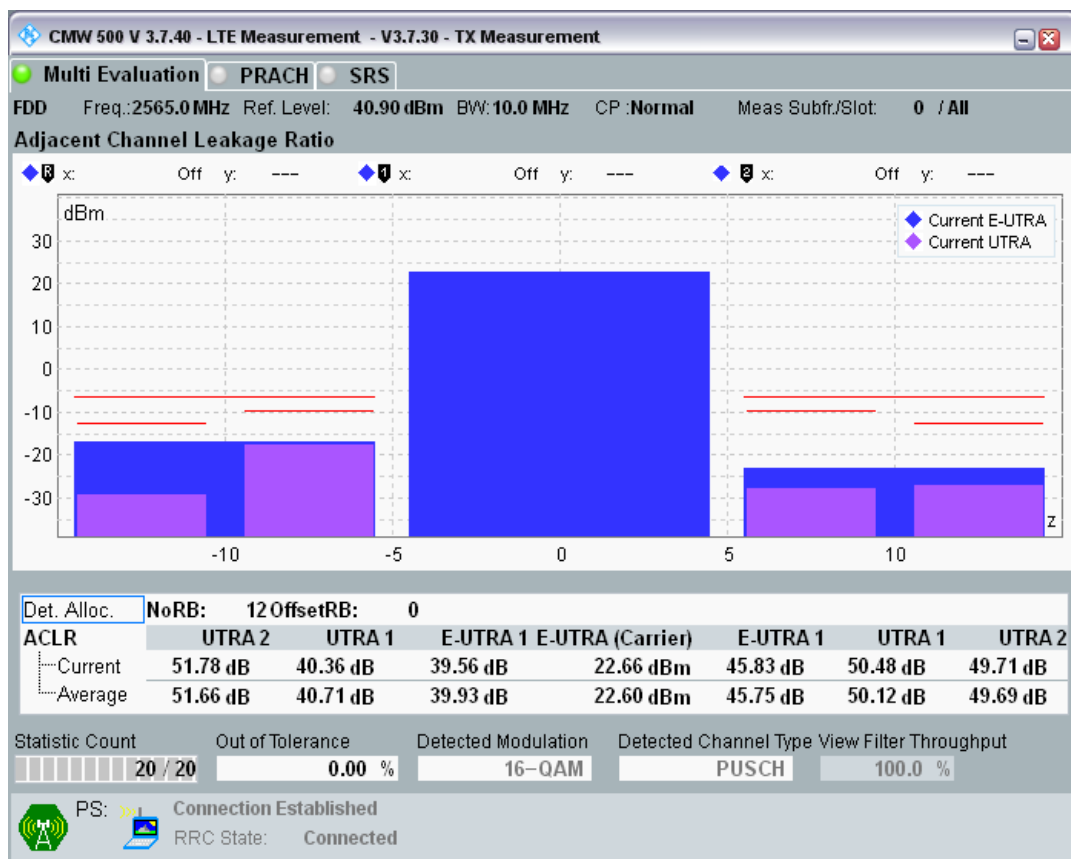 CMW 500 V 3.7.40 - LTE Measurement - V3.7.30 - TX Measurement
Multi Evaluation PRACH SRS
FDD Freq.:2565.0 MHz Ref. Level: 40.90 dBm BW: 10.0 MHz CP :Normal Meas Subfr./Slot: 0 / All
Adjacent Channel Leakage Ratio
R x: Off y: --- 1 x: Off y: --- 2 x: Off y: ---
dBm
Current E-UTRA
Current UTRA
30
20
10
0
-10
-20
-30
z
-10 -5 0 5 10
Det. Alloc. NoRB: 12 OffsetRB: 0
ACLR UTRA 2 UTRA 1 E-UTRA 1 E-UTRA (Carrier) E-UTRA 1 UTRA 1 UTRA 2
Current 51.78 dB 40.36 dB 39.56 dB 22.66 dBm 45.83 dB 50.48 dB 49.71 dB
Average 51.66 dB 40.71 dB 39.93 dB 22.60 dBm 45.75 dB 50.12 dB 49.69 dB
Statistic Count Out of Tolerance Detected Modulation Detected Channel Type View Filter Throughput
20 / 20 0.00 % 16-QAM PUSCH 100.0 %
PS: Connection Established
RRC State: Connected